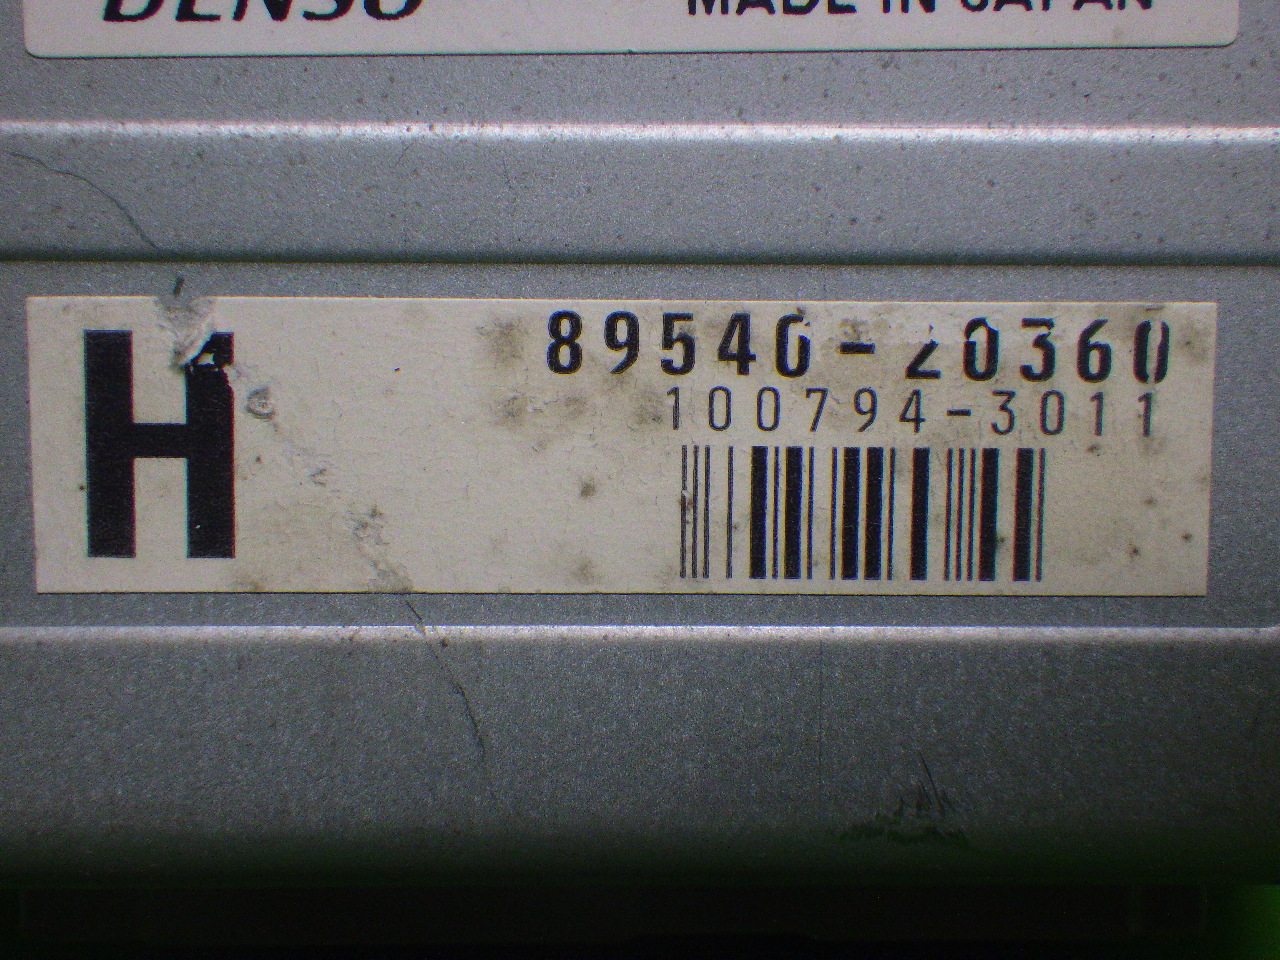 DENSO
MADE IN JAPAN
H
89540-20360
100794-3011